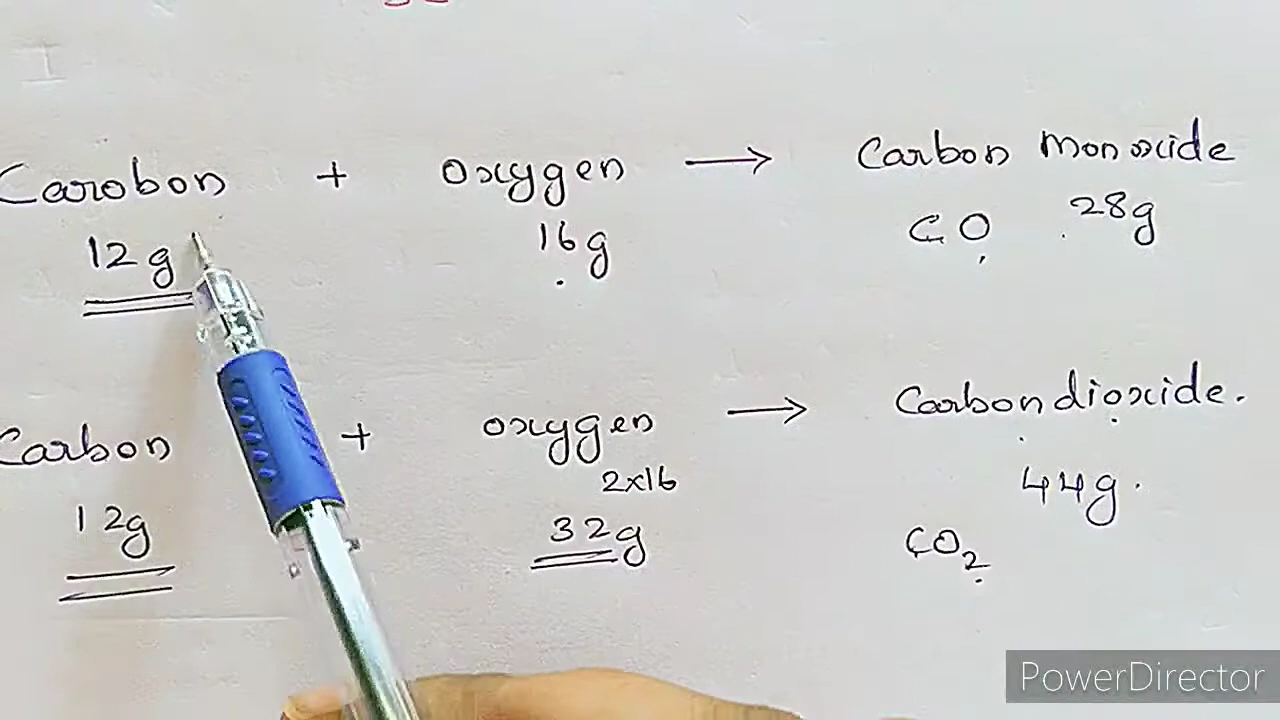 Carobon + Oxygen → Carbon Monoxide
12g 16g CO 28g
Carbon + oxygen → Carbondioxide.
2x16
12g 32g 44g.
CO₂
PowerDirector